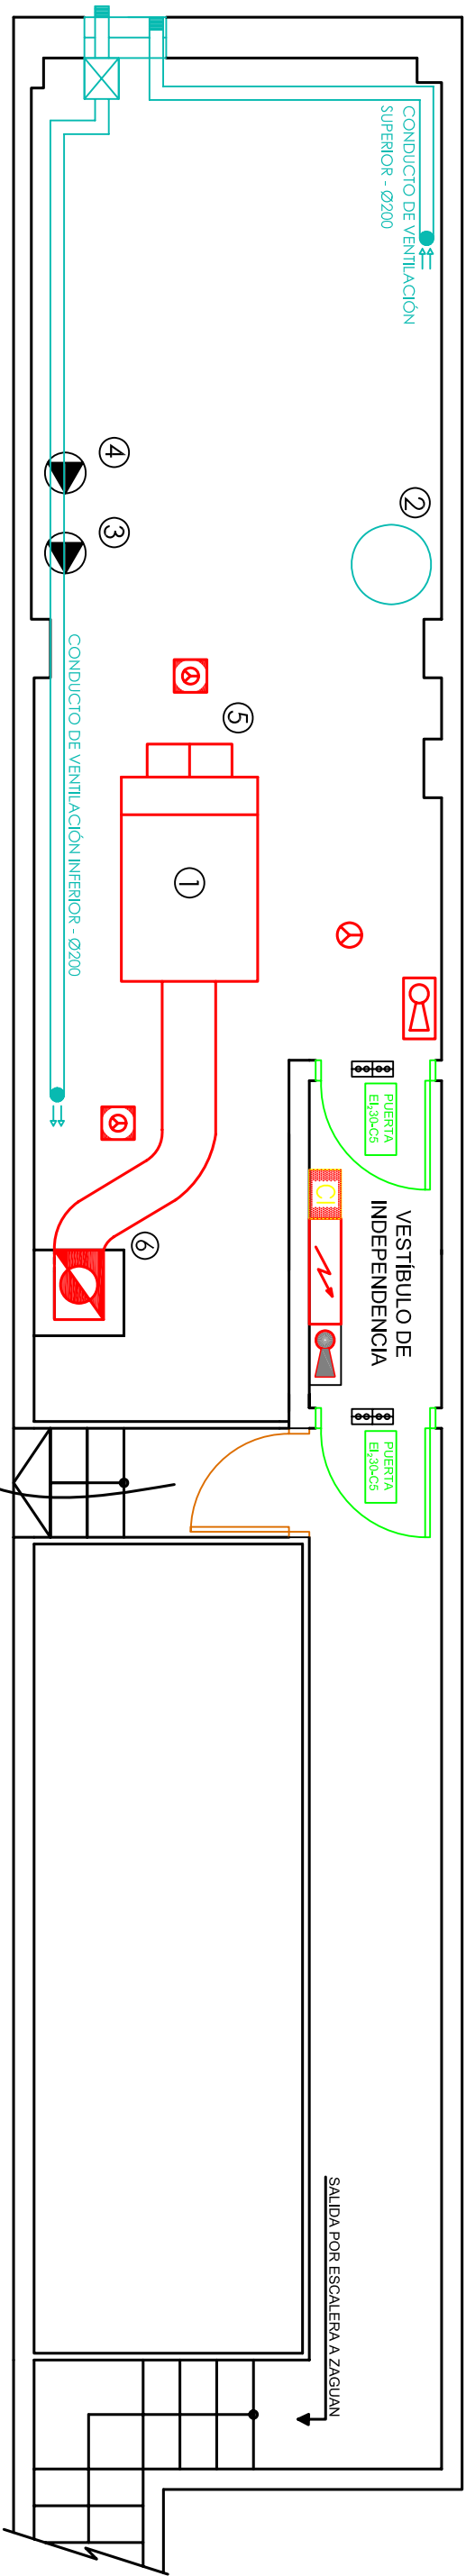 CONDUCTO DE VENTILACIÓN
SUPERIOR - Ø200
2
4
3
CONDUCTO DE VENTILACIÓN INFERIOR - Ø200
5
1
PUERTA
EI₂30-C5
CI
VESTÍBULO DE
INDEPENDENCIA
6
PUERTA
EI₂30-C5
SALIDA POR ESCALERA A ZAGUAN